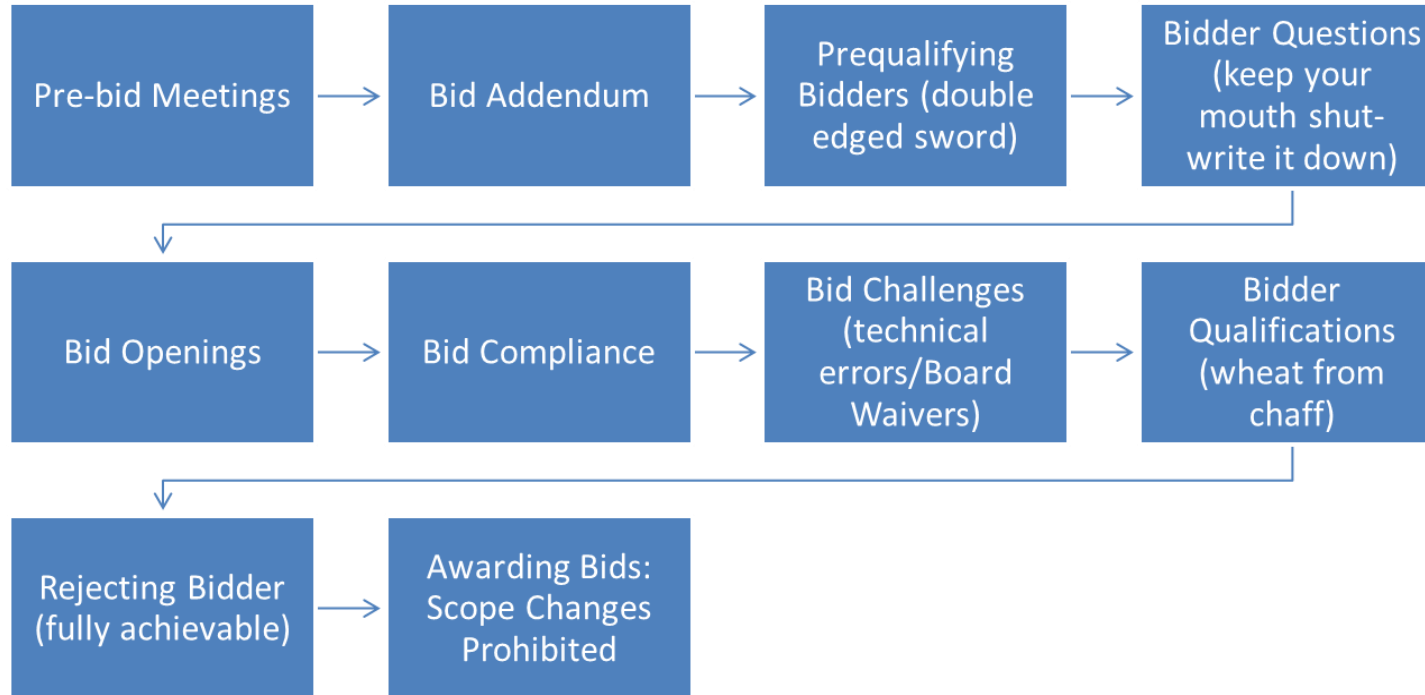 Pre-bid Meetings
Bid Addendum
Prequalifying
Bidders (double
edged sword)
Bidder Questions
(keep your
mouth shut-
write it down)
Bid Openings
Bid Compliance
Bid Challenges
(technical
errors/Board
Waivers)
Bidder
Qualifications
(wheat from
chaff)
Rejecting Bidder
(fully achievable)
Awarding Bids:
Scope Changes
Prohibited